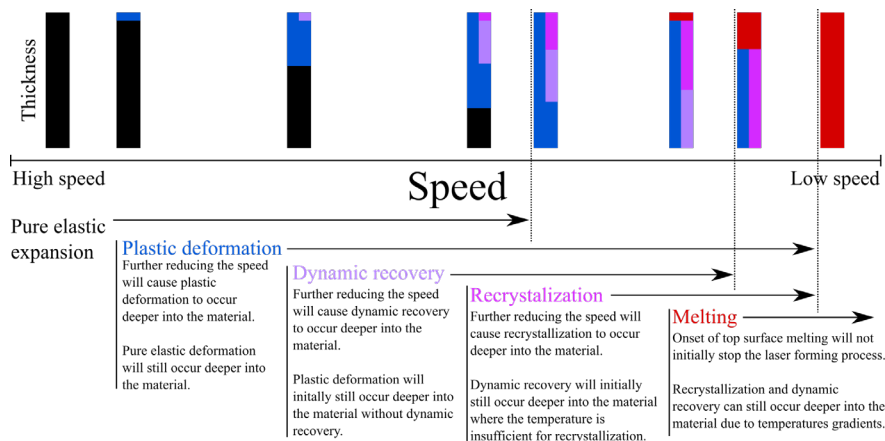 Thickness
High speed
Speed
Low speed
Pure elastic
expansion
Plastic deformation
Further reducing the speed
will cause plastic
deformation to occur
deeper into the material.
Pure elastic deformation
will still occur deeper into
the material.
Dynamic recovery
Further reducing the speed
will cause dynamic recovery
to occur deeper into the
material.
Plastic deformation will
initally still occur deeper into
the material without dynamic
recovery.
Recrystalization
Further reducing the speed will
cause recrystallization to occur
deeper into the material.
Dynamic recovery will initially
still occur deeper into the material
where the temperature is
insufficient for recrystallization.
Melting
Onset of top surface melting will not
initially stop the laser forming process.
Recrystallization and dynamic
recovery can still occur deeper into the
material due to temperatures gradients.